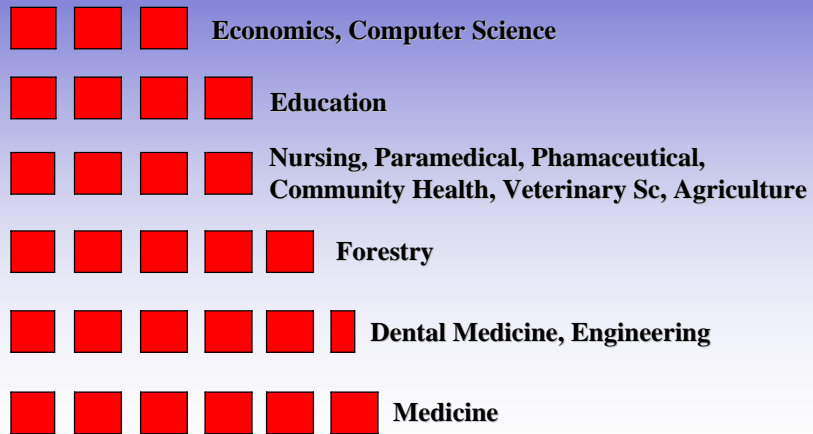 Economics, Computer Science
Education
Nursing, Paramedical, Phamaceutical,
Community Health, Veterinary Sc, Agriculture
Forestry
Dental Medicine, Engineering
Medicine